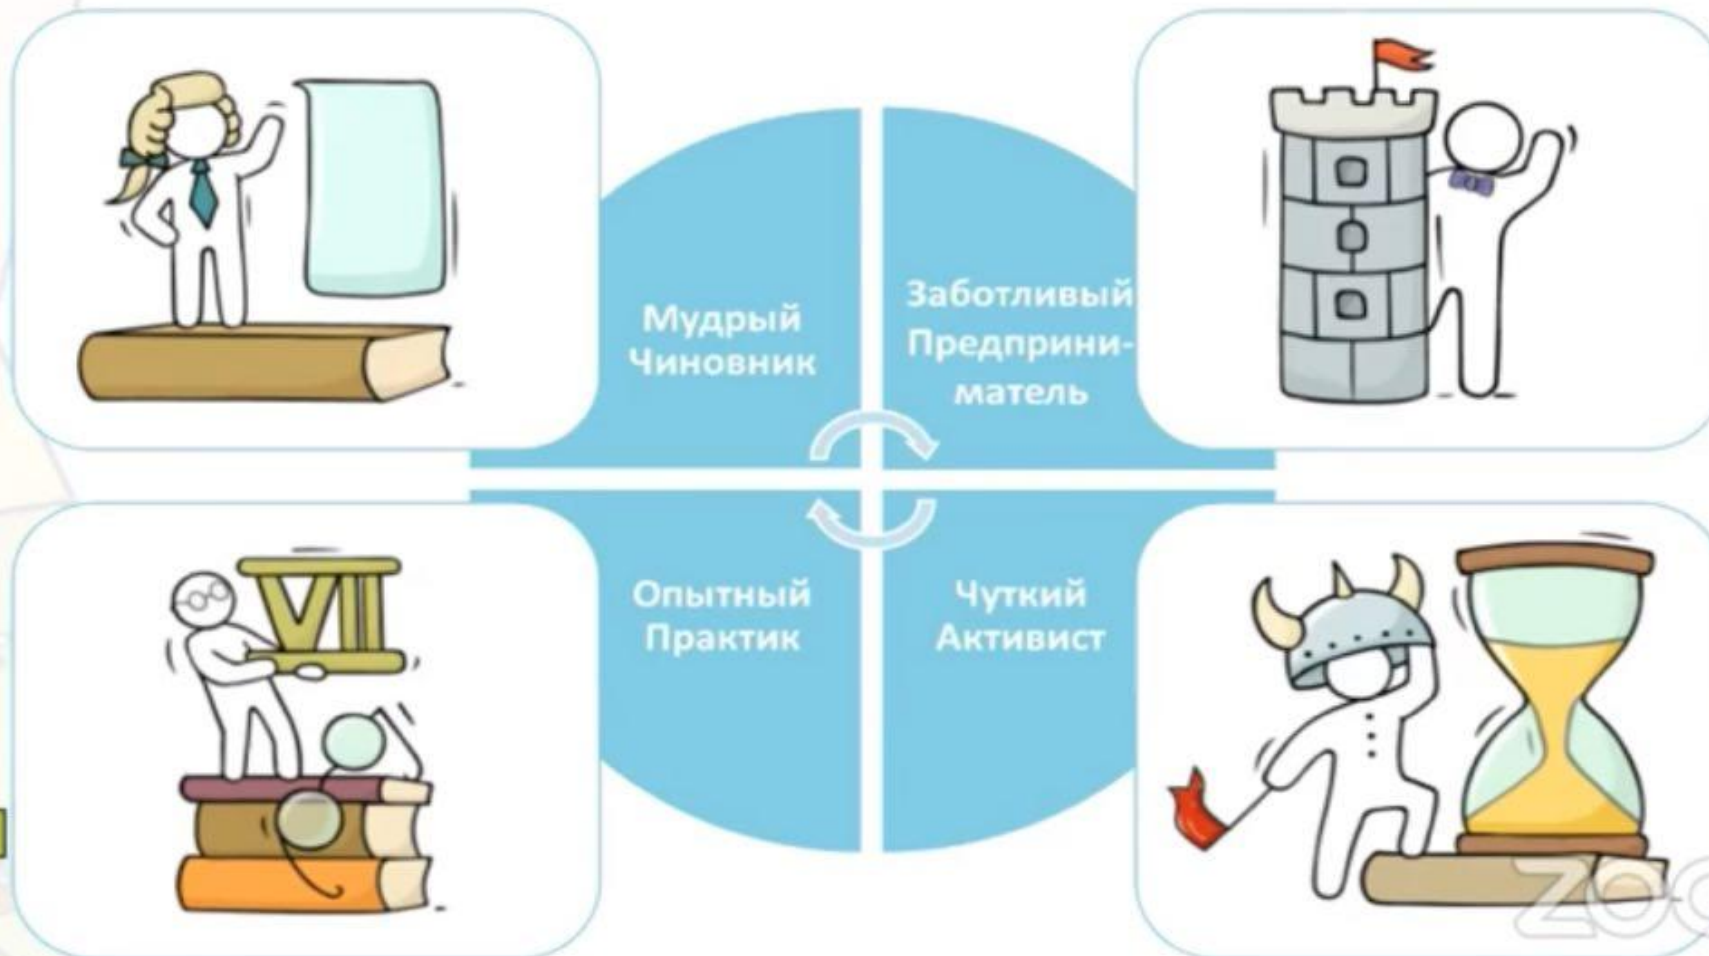 Мудрый
Чиновник
Заботливый
Предприни-
матель
Опытный
Практик
Чуткий
Активист
VII